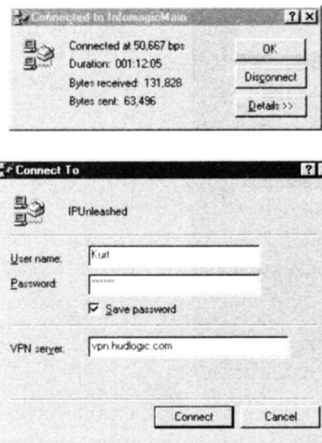 Connected to InfomagicMain
Connected at 50,667 bps
Duration: 001:12:05
Bytes received: 131,828
Bytes sent: 63,496
OK
Disconnect
Details >>
Connect To
IPUnleashed
User name: Kurt
Password: *******
Save password
VPN server: vpn.hudlogic.com
Connect
Cancel